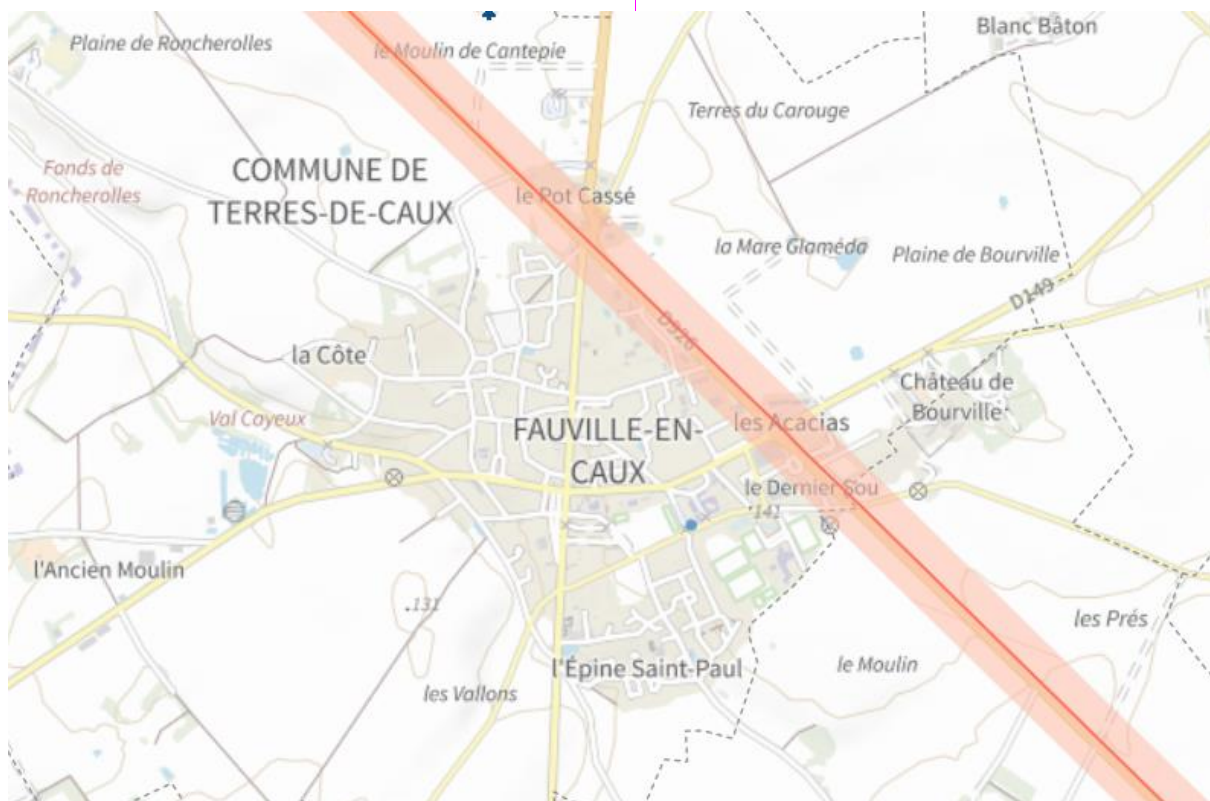 Blanc Bâton
Plaine de Roncherolles
le Moulin de Cantepie
Terres du Carouge
Fonds de
Roncherolles
COMMUNE DE
TERRES-DE-CAUX
le Pot Cassé
la Mare Glaméda
Plaine de Bourville
D149
D926
la Côte
Château de
Bourville
Val Coyeux
les Acacias
FAUVILLE-EN-
CAUX
le Dernier Sou
141
l'Ancien Moulin
131
les Prés
l'Épine Saint-Paul
le Moulin
les Vallons